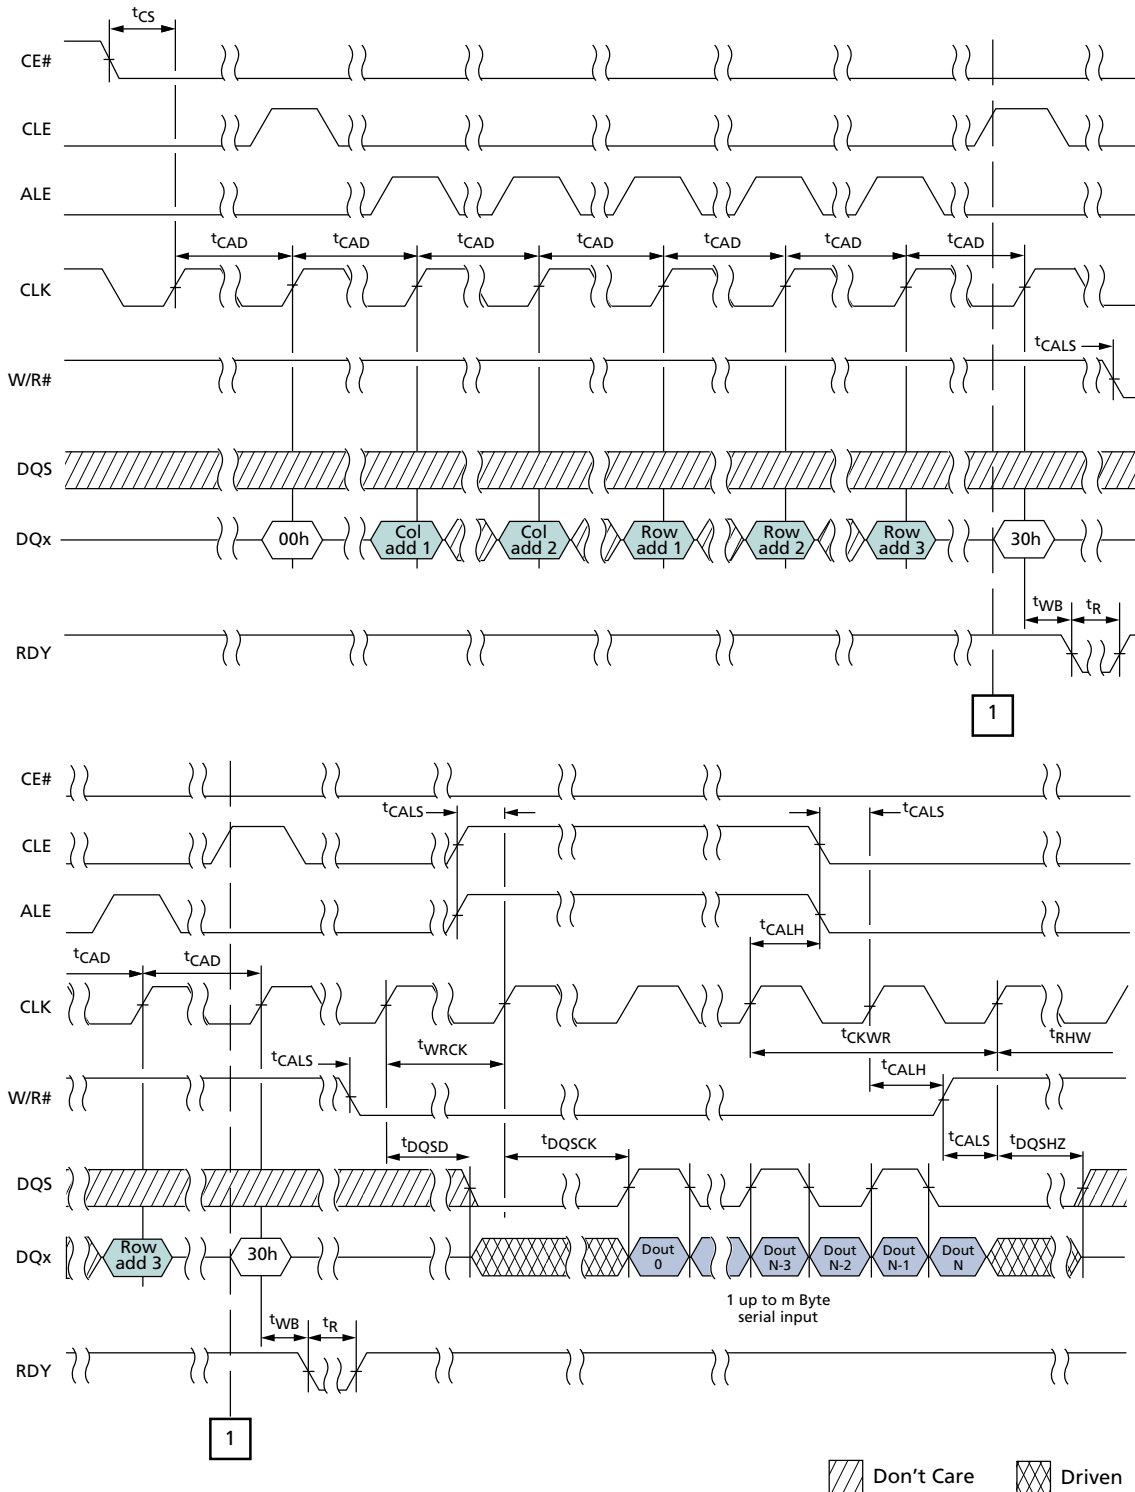 tCS
CE#
CLE
ALE
tCAD tCAD tCAD tCAD tCAD tCAD tCAD
CLK
tCALS
W/R#
DQS
DQx
00h
Col
add 1
Col
add 2
Row
add 1
Row
add 2
Row
add 3
30h
tWB tR
RDY
1
CE#
tCALS tCALS
CLE
ALE
tCALH
tCAD tCAD
CLK
tWRCK tCKWR tRHW
tCALS tCALH
W/R#
tDQSD tDQSCK tCALS tDQSHZ
DQS
DQx
Row
add 3
30h
Dout
0
Dout
N-3
Dout
N-2
Dout
N-1
Dout
N
1 up to m Byte
serial input
tWB tR
RDY
1
Don't Care Driven